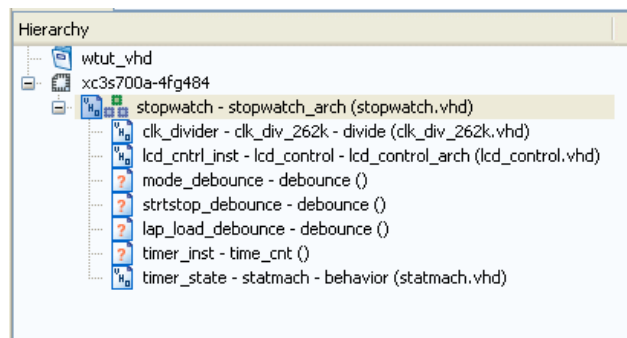 Hierarchy
wtut_vhd
xc3s700a-4fg484
stopwatch - stopwatch_arch (stopwatch.vhd)
clk_divider - clk_div_262k - divide (clk_div_262k.vhd)
lcd_cntrl_inst - lcd_control - lcd_control_arch (lcd_control.vhd)
mode_debounce - debounce ()
strtstop_debounce - debounce ()
lap_load_debounce - debounce ()
timer_inst - time_cnt ()
timer_state - statmach - behavior (statmach.vhd)